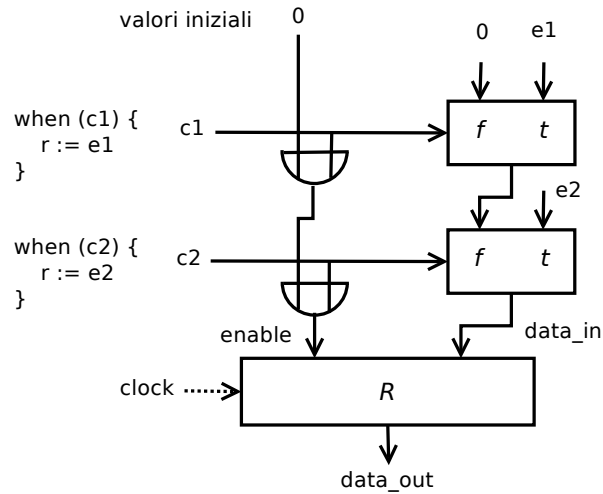 valori iniziali 0
0 e1
when (c1) {
r := e1
}
c1
f t
e2
when (c2) {
r := e2
}
c2
f t
enable
data_in
clock
R
data_out